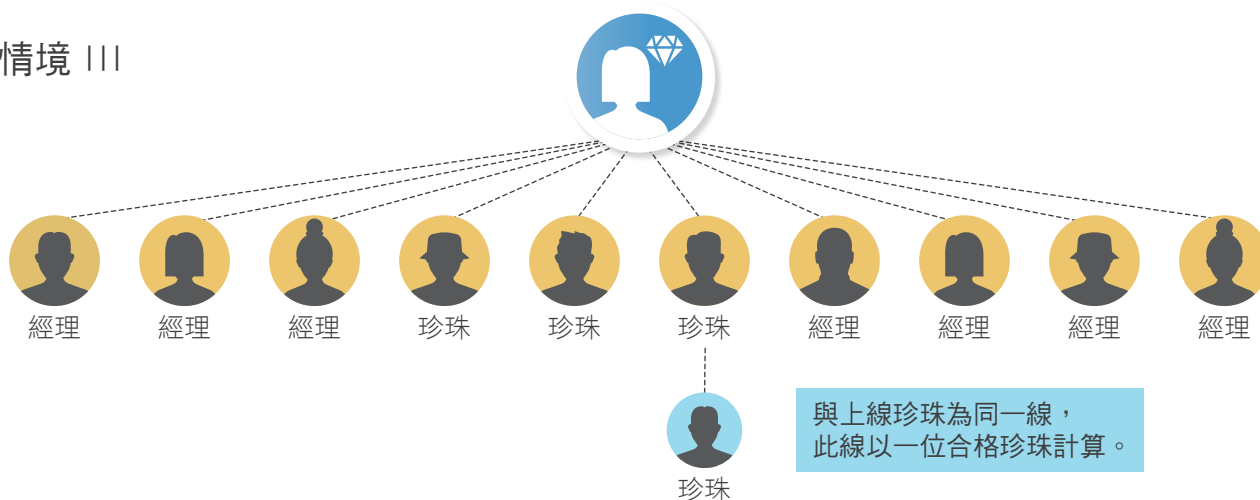 情境 III
經理 經理 經理 珍珠 珍珠 珍珠 經理 經理 經理 經理
與上線珍珠為同一線，
此線以一位合格珍珠計算。
珍珠